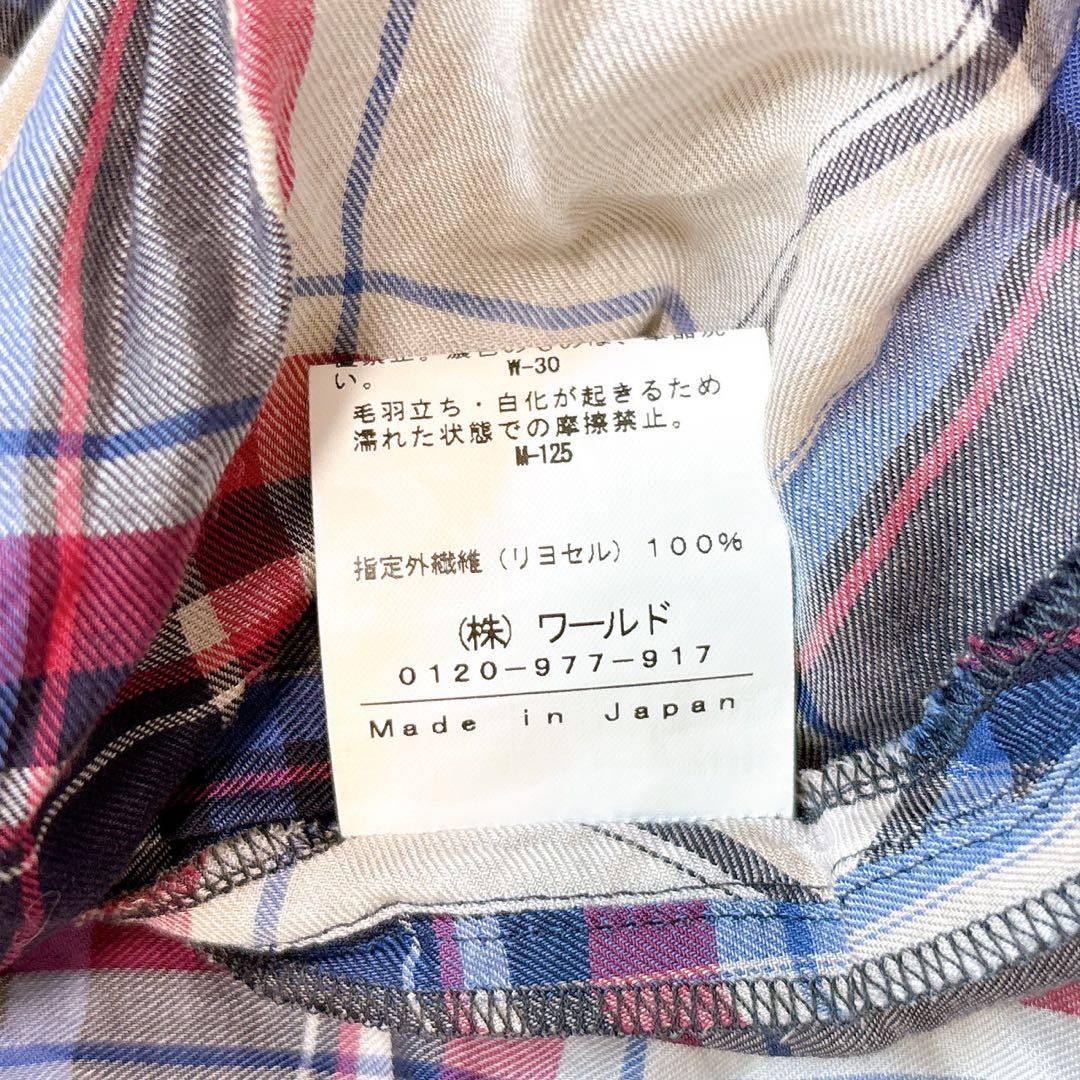 い。
W-30
毛羽立ち・白化が起きるため
濡れた状態での摩擦禁止。
M-125
指定外繊維（リヨセル）100%
（株）ワールド
0120-977-917
Made in Japan